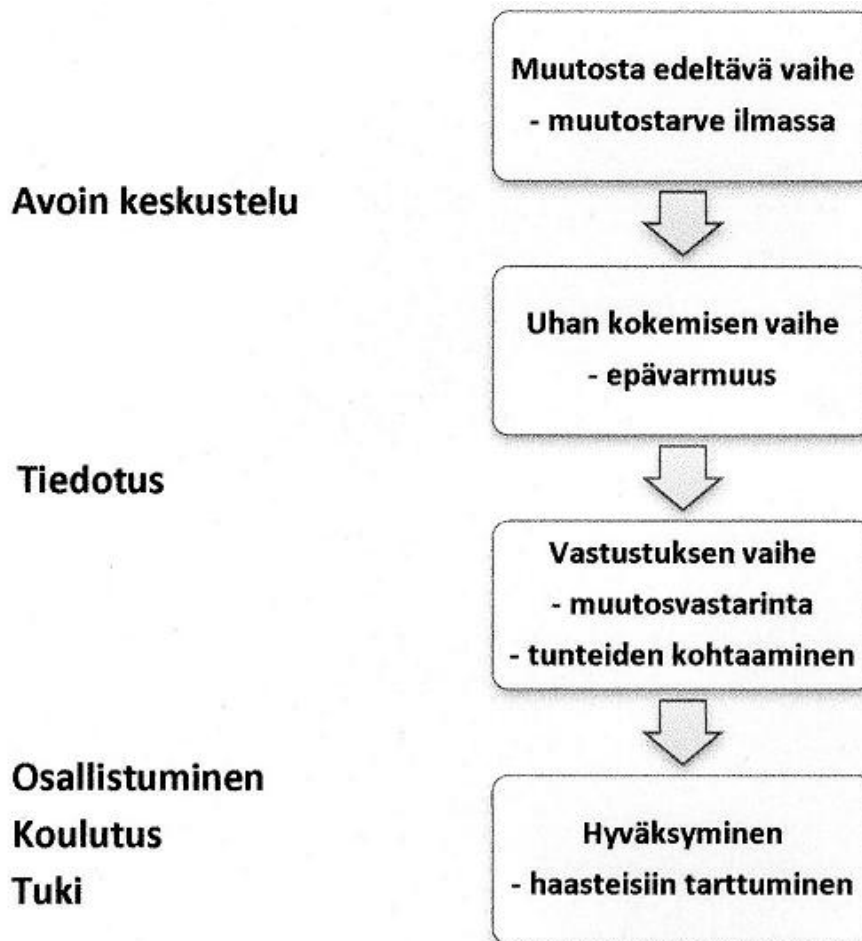 Muutosta edeltävä vaihe
- muutostarve ilmassa
Avoin keskustelu
Uhan kokemisen vaihe
- epävarmuus
Tiedotus
Vastustuksen vaihe
- muutosvastarinta
- tunteiden kohtaaminen
Osallistuminen
Koulutus
Tuki
Hyväksyminen
- haasteisiin tarttuminen